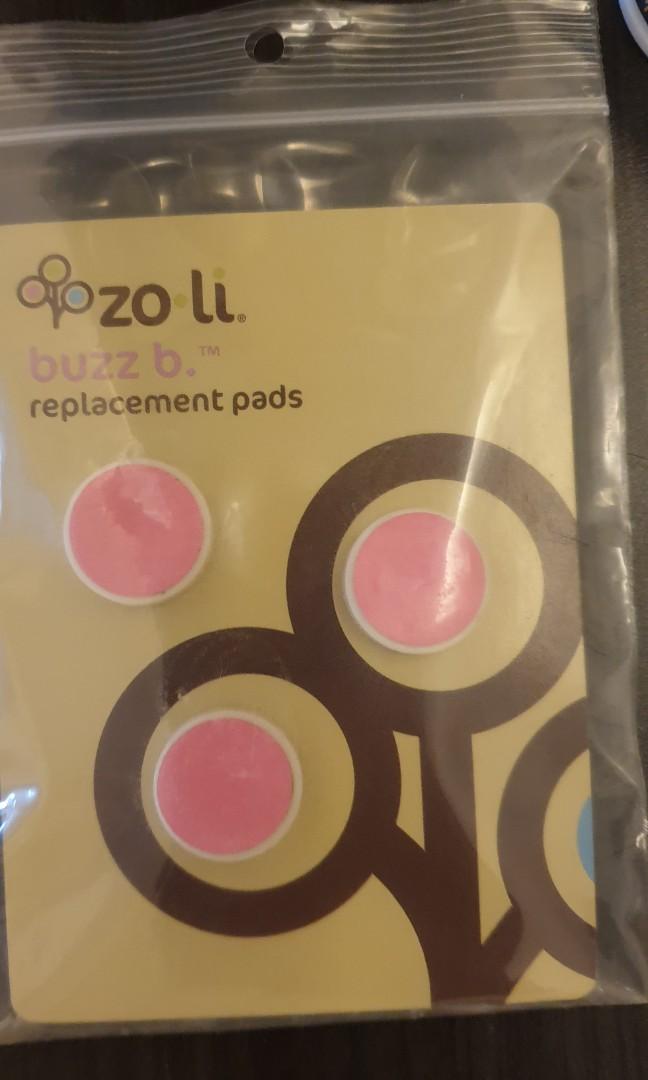 zo·li®
buzz b.™
replacement pads